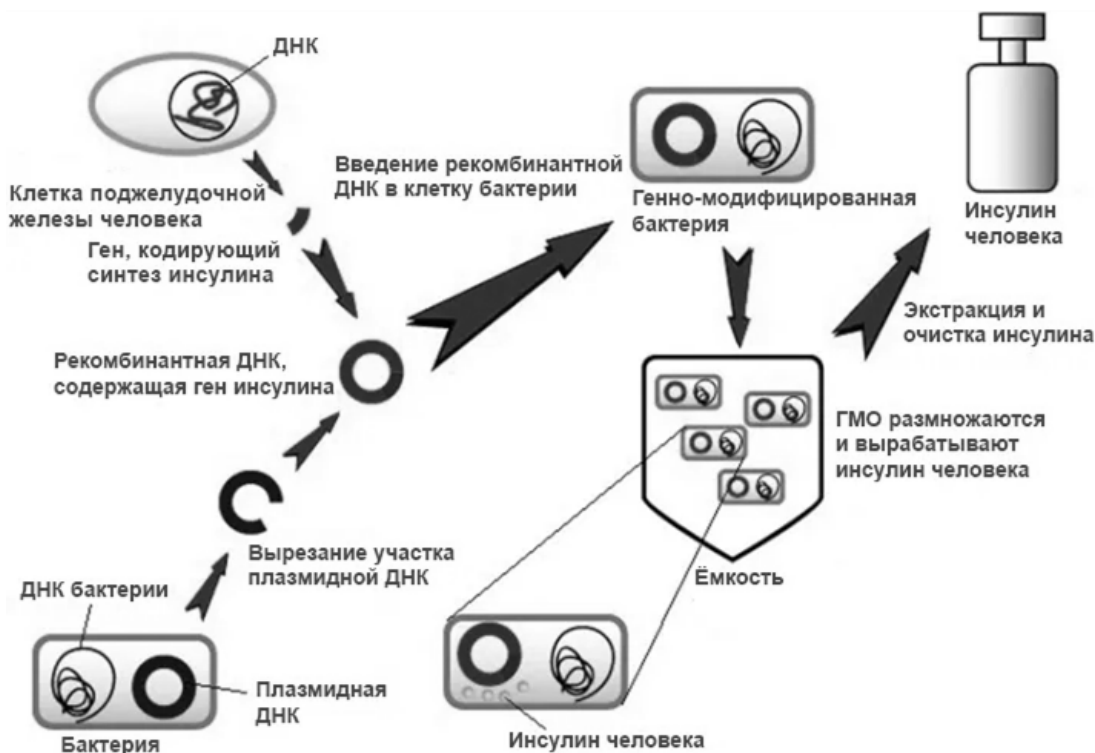 ДНК
Клетка поджелудочной
железы человека
Ген, кодирующий
синтез инсулина
Рекомбинантная ДНК,
содержащая ген инсулина
Вырезание участка
плазмидной ДНК
ДНК бактерии
Плазмидная
ДНК
Бактерия
Введение рекомбинантной
ДНК в клетку бактерии
Генно-модифицированная
бактерия
ГМО размножаются
и вырабатывают
инсулин человека
Ёмкость
Инсулин человека
Экстракция и
очистка инсулина
Инсулин
человека